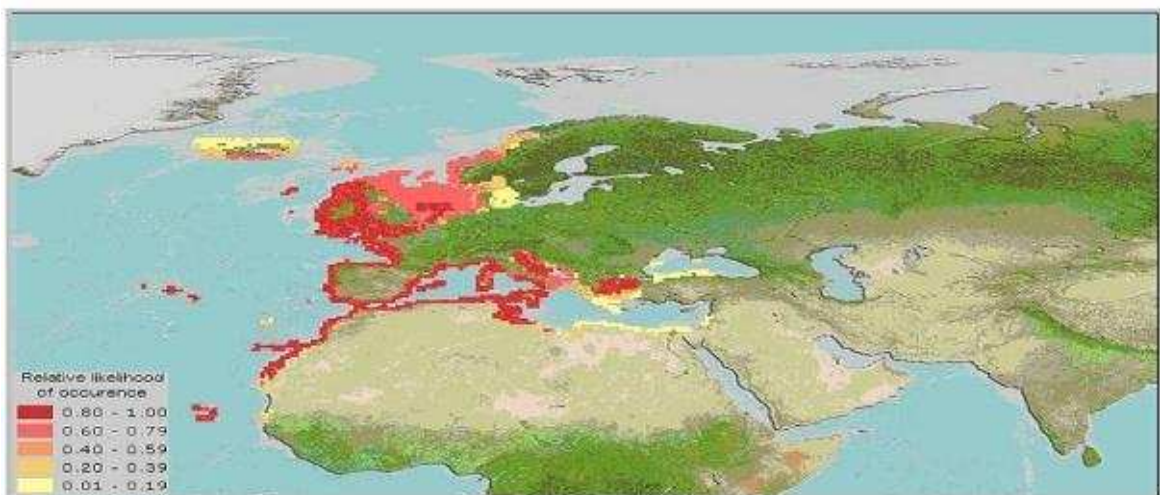 Relative likelihood
of occurence
0.80 - 1.00
0.60 - 0.79
0.40 - 0.59
0.20 - 0.39
0.01 - 0.19